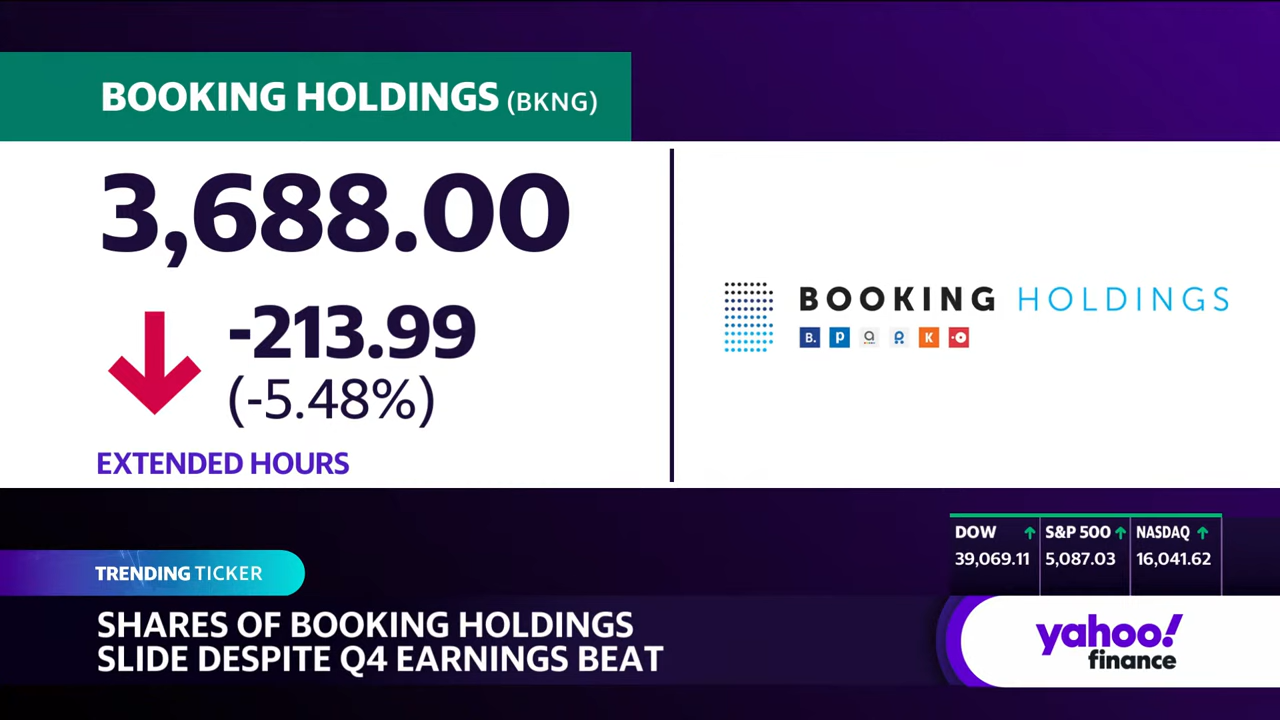 BOOKING HOLDINGS (BKNG)
3,688.00
-213.99
(-5.48%)
EXTENDED HOURS
BOOKING HOLDINGS
B. p a R K O
DOW S&P 500 NASDAQ
39,069.11 5,087.03 16,041.62
TRENDING TICKER
SHARES OF BOOKING HOLDINGS
SLIDE DESPITE Q4 EARNINGS BEAT
yahoo!
finance